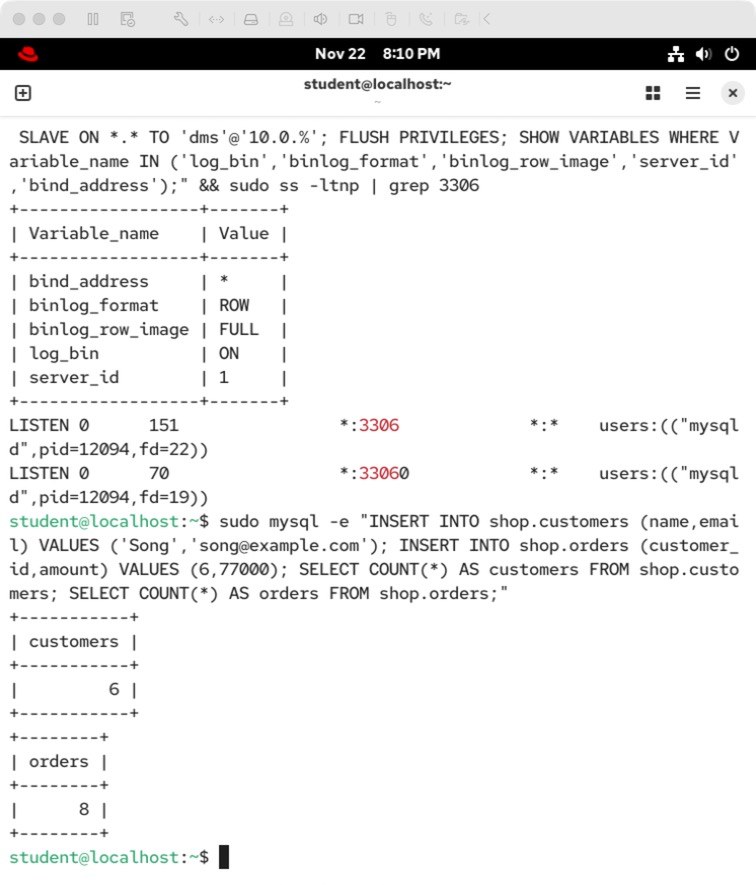 Nov 22 8:10 PM
student@localhost:~
~
 SLAVE ON *.* TO 'dms'@'10.0.%'; FLUSH PRIVILEGES; SHOW VARIABLES WHERE V
ariable_name IN ('log_bin','binlog_format','binlog_row_image','server_id'
,'bind_address');" && sudo ss -ltnp | grep 3306
+------------------+-------+
| Variable_name    | Value |
+------------------+-------+
| bind_address     | *     |
| binlog_format    | ROW   |
| binlog_row_image | FULL  |
| log_bin          | ON    |
| server_id        | 1     |
+------------------+-------+
LISTEN 0      151                *:3306             *:*    users:(("mysql
d",pid=12094,fd=22))
LISTEN 0      70                 *:33060            *:*    users:(("mysql
d",pid=12094,fd=19))
student@localhost:~$ sudo mysql -e "INSERT INTO shop.customers (name,emai
l) VALUES ('Song','song@example.com'); INSERT INTO shop.orders (customer_
id,amount) VALUES (6,77000); SELECT COUNT(*) AS customers FROM shop.custo
mers; SELECT COUNT(*) AS orders FROM shop.orders;"
+-----------+
| customers |
+-----------+
|         6 |
+-----------+
+--------+
| orders |
+--------+
|      8 |
+--------+
student@localhost:~$